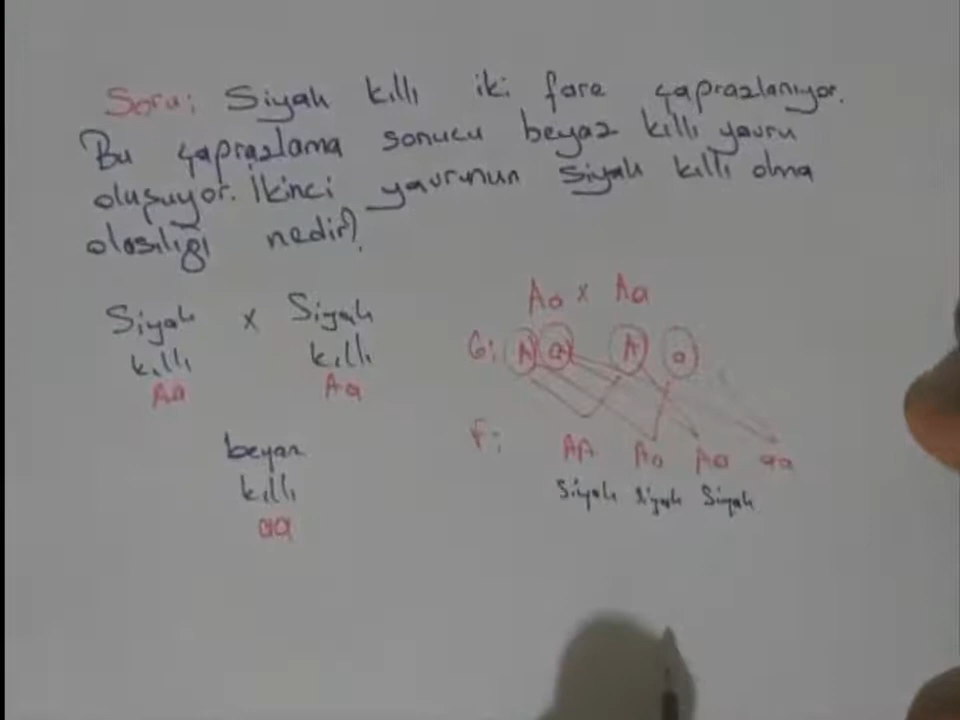 Soru: Siyah kıllı iki fare çaprazlanıyor.
Bu çaprazlama sonucu beyaz kıllı yavru
oluşuyor. İkinci yavrunun siyah kıllı olma
olasılığı nedir?
Siyah x Siyah
kıllı kıllı
Aa Aa
beyaz
kıllı
aa
Aa x Aa
G: A a A a
F: AA Aa Aa aa
Siyah Siyah Siyah